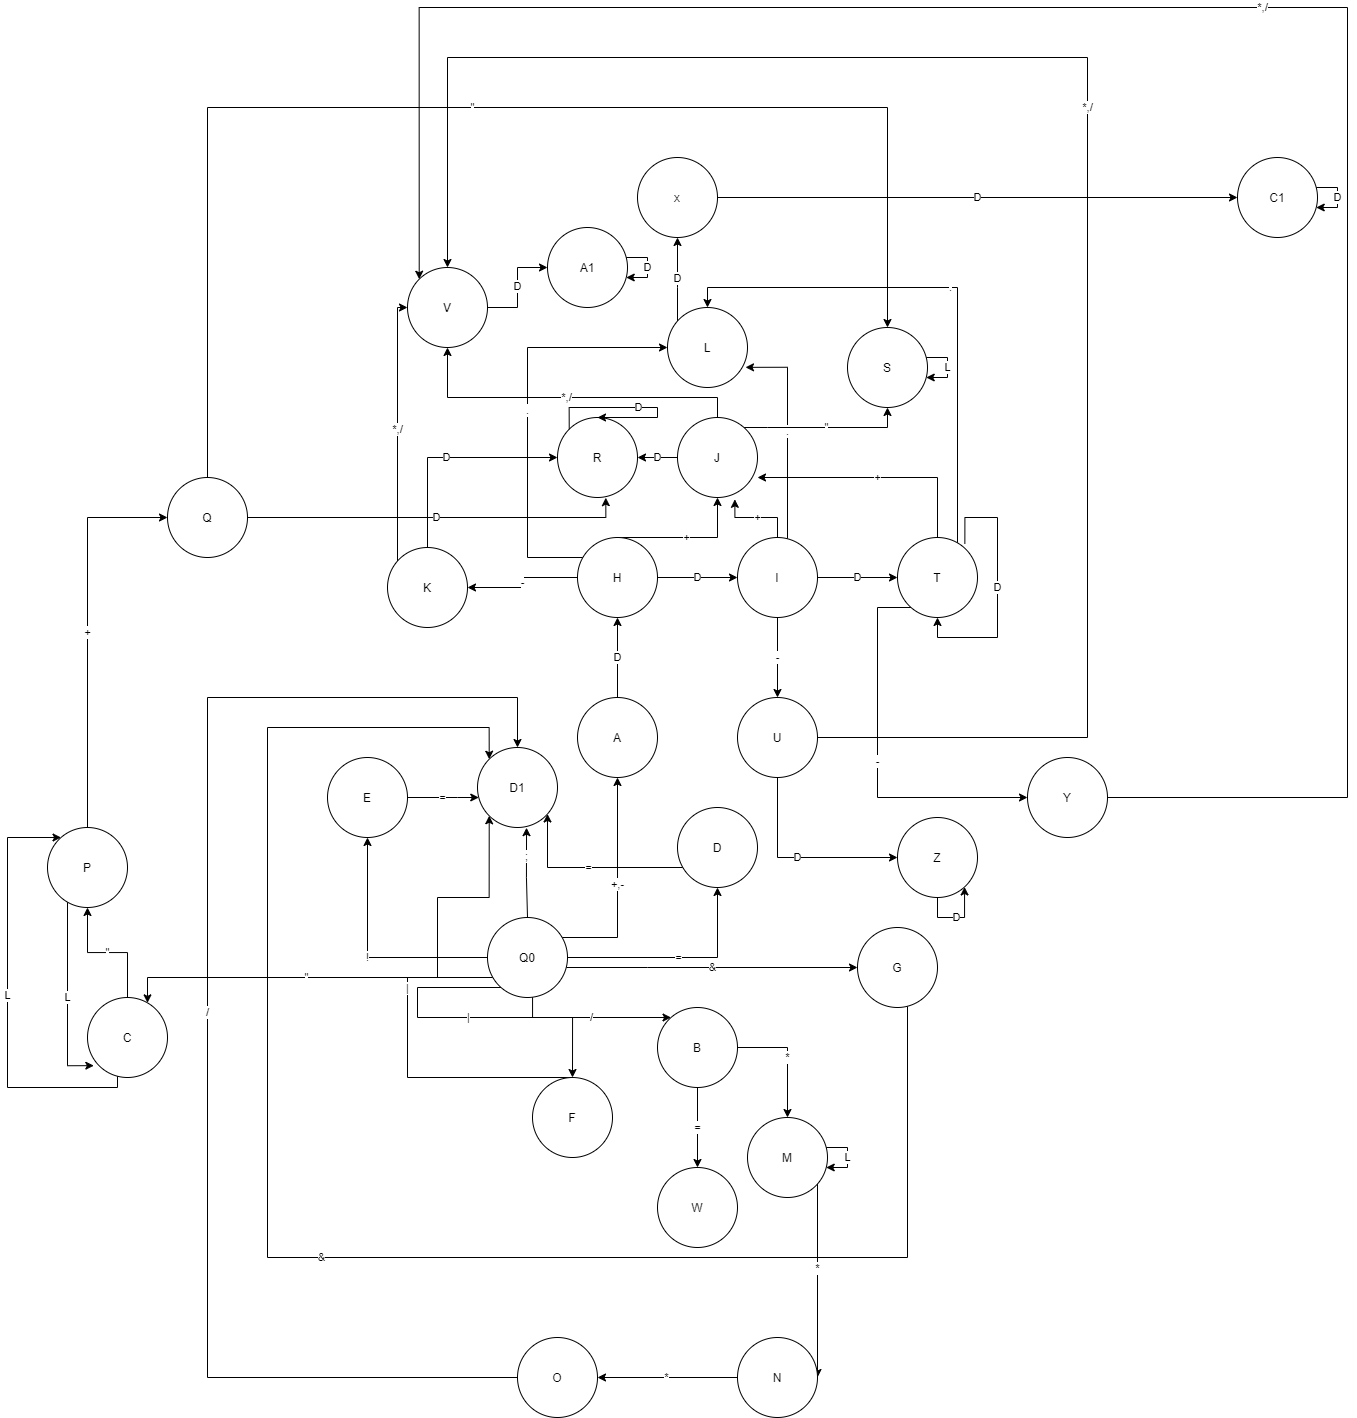 *,/
"
*,/
x
D
C1
D
A1
D
V
D
D
.
L
S
L
*,/
D
"
.
.
*,/
D
R
D
J
+
Q
D
+
+
-
K
H
D
I
D
T
D
+
D
-
A
U
-
E
=
D1
D
Y
P
:
=
+,-
D
Z
D
"
!
Q0
=
&
G
L
L
"
|
|
/
C
/
B
*
F
=
M
L
W
&
*
O
*
N